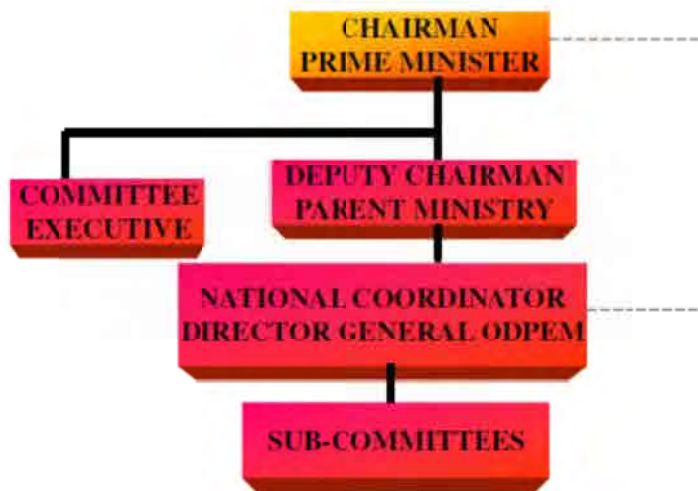 CHAIRMAN
PRIME MINISTER
COMMITTEE
EXECUTIVE
DEPUTY CHAIRMAN
PARENT MINISTRY
NATIONAL COORDINATOR
DIRECTOR GENERAL ODPEM
SUB-COMMITTEES